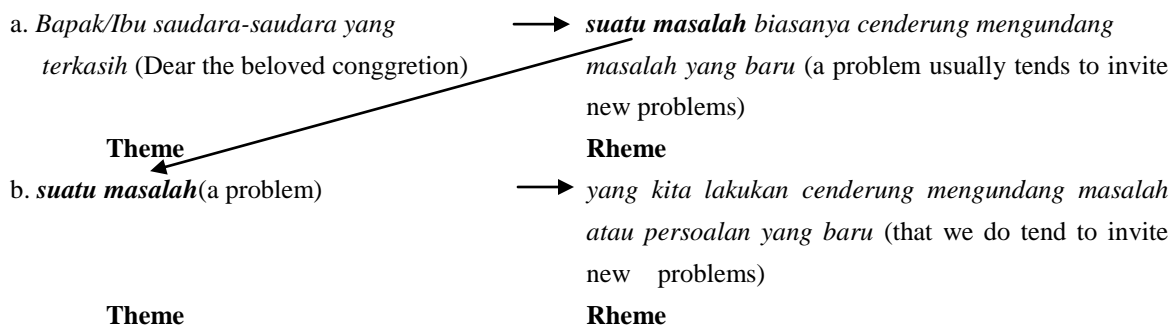 a. Bapak/Ibu saudara-saudara yang suatu masalah biasanya cenderung mengundang
terkasih (Dear the beloved conggretion) masalah yang baru (a problem usually tends to invite
new problems)
Theme Rheme
b. suatu masalah(a problem) yang kita lakukan cenderung mengundang masalah
atau persoalan yang baru (that we do tend to invite
new problems)
Theme Rheme